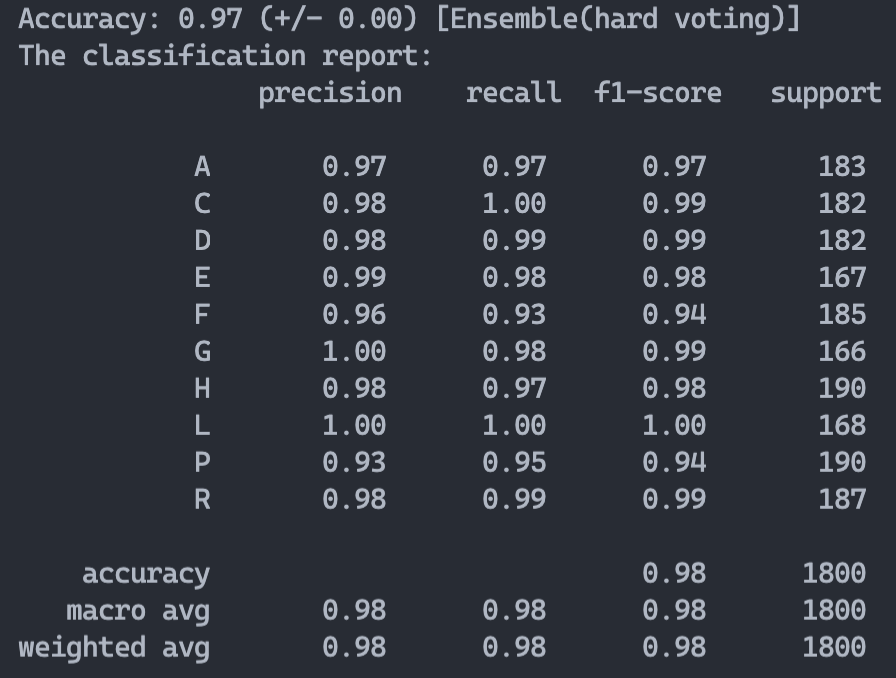 Accuracy: 0.97 (+/- 0.00) [Ensemble(hard voting)]
The classification report:
precision recall f1-score support
A 0.97 0.97 0.97 183
C 0.98 1.00 0.99 182
D 0.98 0.99 0.99 182
E 0.99 0.98 0.98 167
F 0.96 0.93 0.94 185
G 1.00 0.98 0.99 166
H 0.98 0.97 0.98 190
L 1.00 1.00 1.00 168
P 0.93 0.95 0.94 190
R 0.98 0.99 0.99 187
accuracy 0.98 1800
macro avg 0.98 0.98 0.98 1800
weighted avg 0.98 0.98 0.98 1800